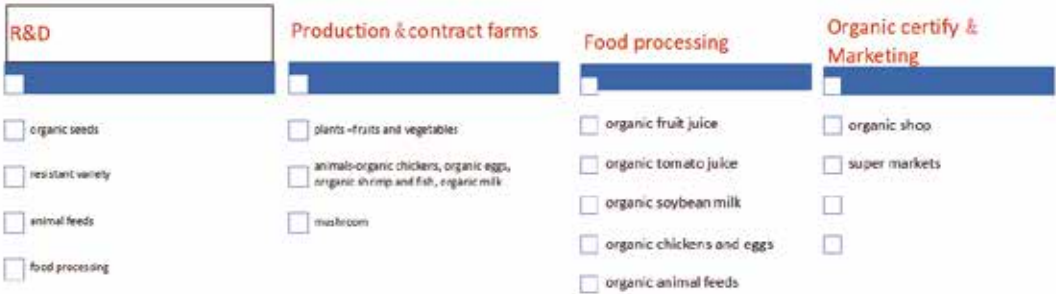 R&D
organic seeds
resistant variety
animal feeds
food processing
Production & contract farms
plants -fruits and vegetables
animals-organic chickens, organic eggs,
organic shrimp and fish, organic milk
mushroom
Food processing
organic fruit juice
organic tomato juice
organic soybean milk
organic chickens and eggs
organic animal feeds
Organic certify &
Marketing
organic shop
super markets